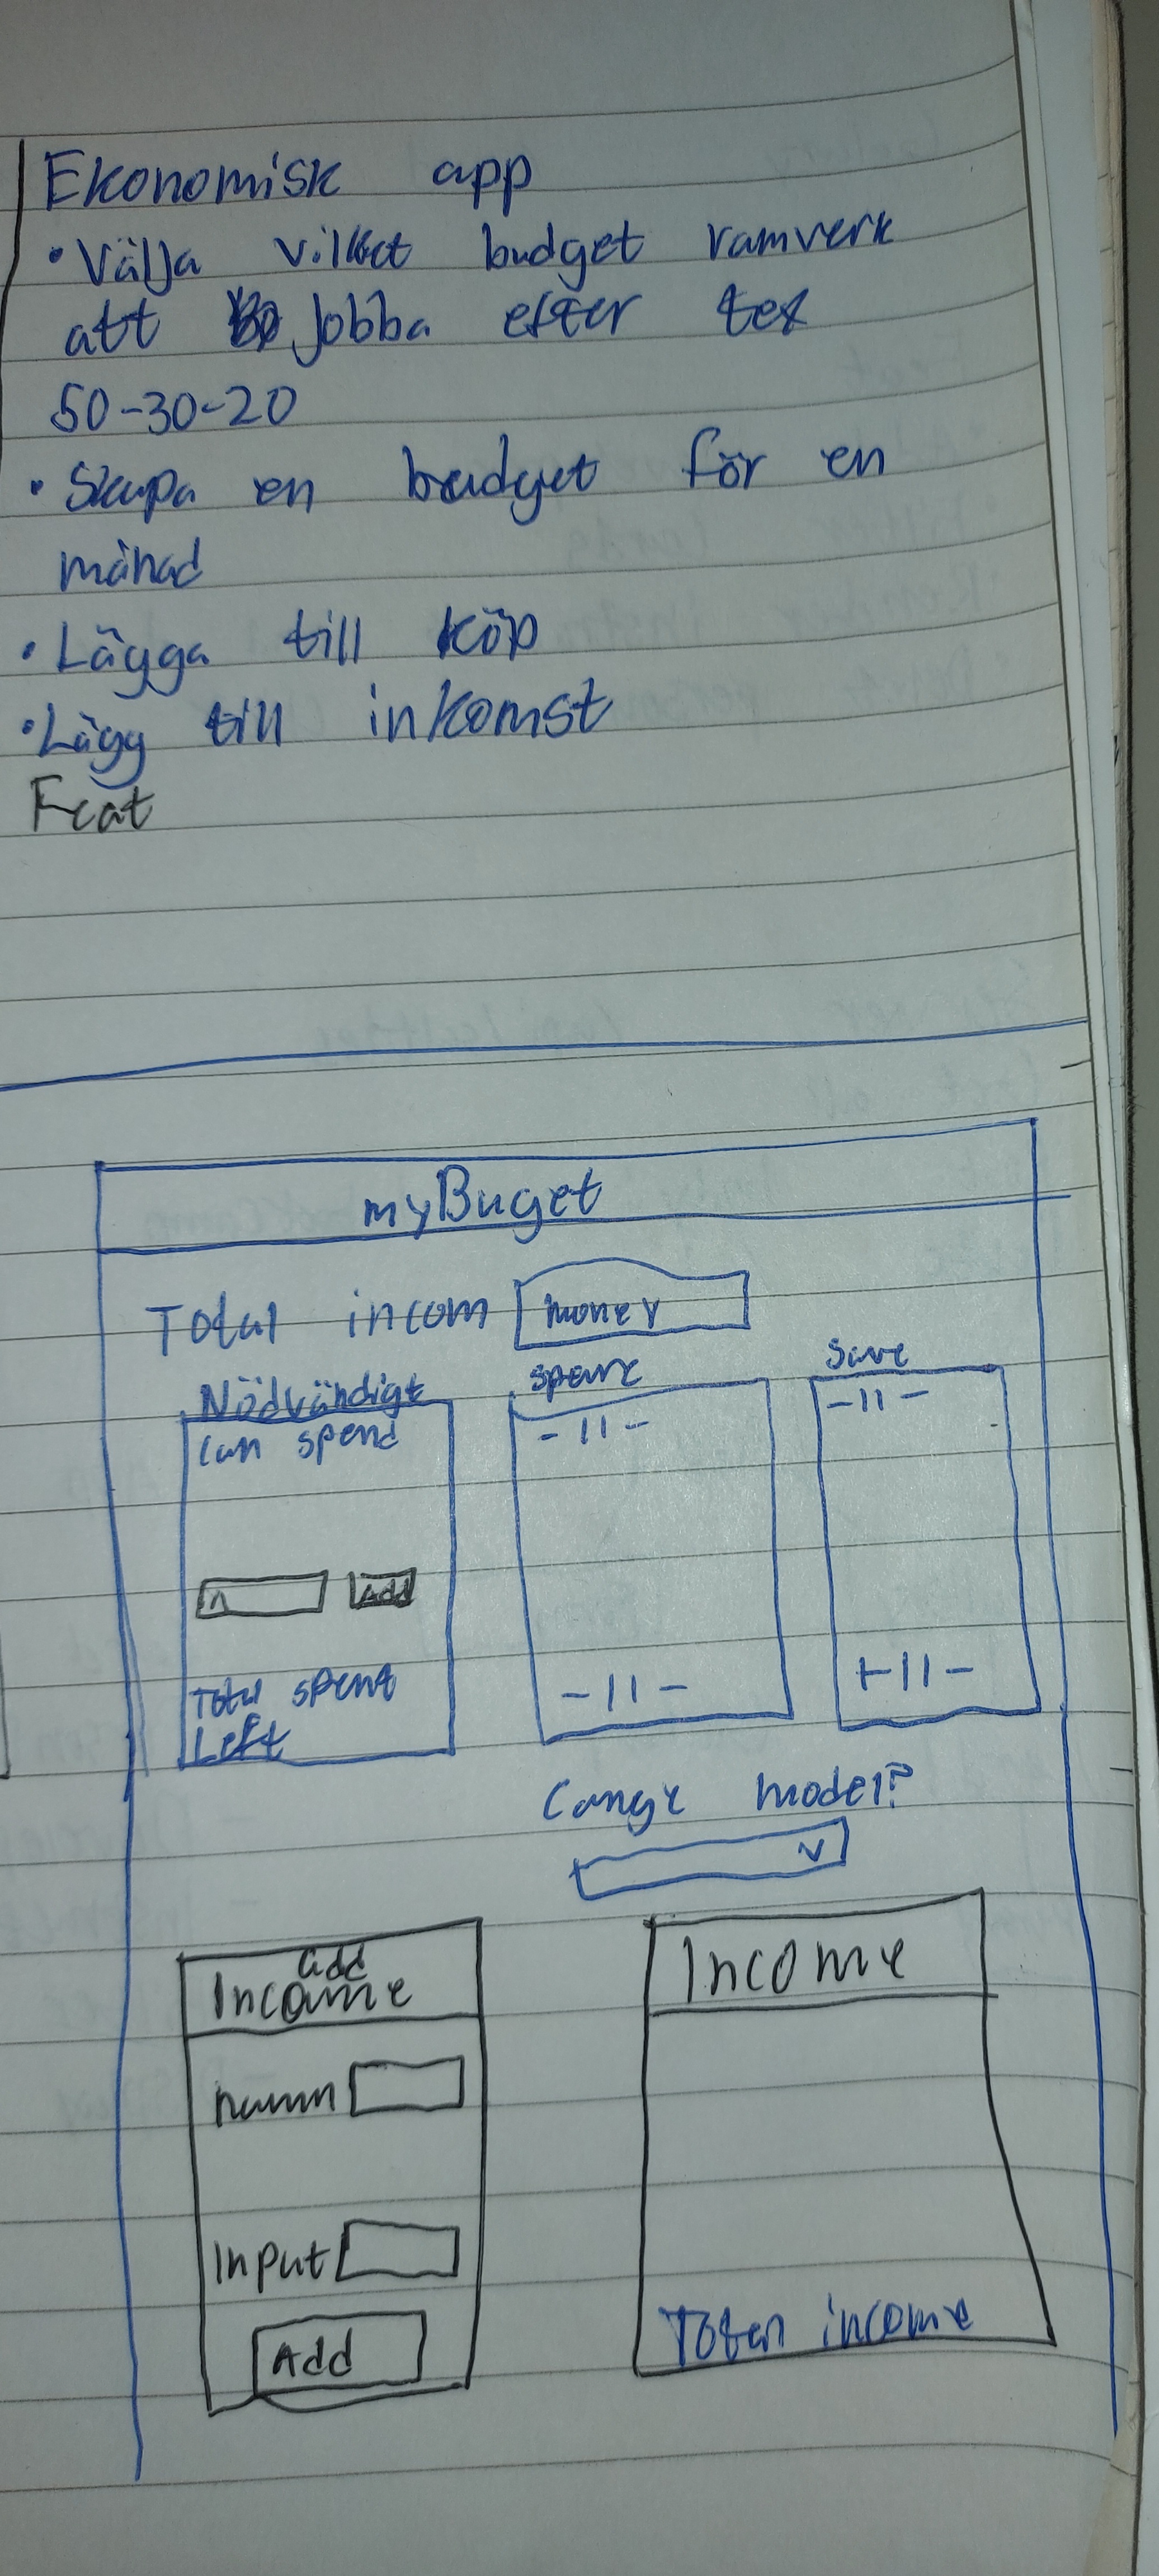 Ekonomisk app
• Välja vilket budget ramverk
att jobba efter tex
50-30-20
• Skapa en budget för en
månad
• Lägga till köp
• Lägg till inkomst
Feat
myBuget
Total incom money
Nödvändigt spene save
Can spend -11- -11-
Add
Total spent -11- -11-
Left
Cange model?
add
Income Income
namn
Input
Add Toten income